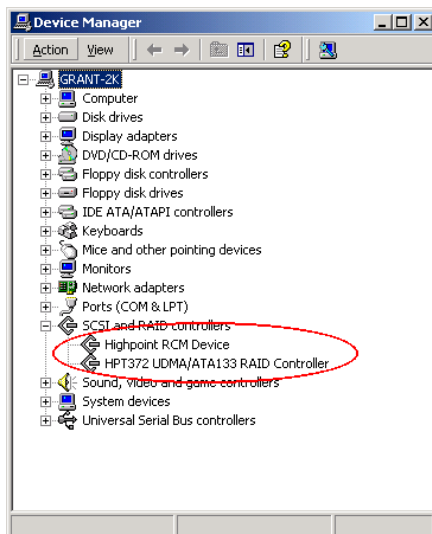 Device Manager
Action View
GRANT-2K
Computer
Disk drives
Display adapters
DVD/CD-ROM drives
Floppy disk controllers
Floppy disk drives
IDE ATA/ATAPI controllers
Keyboards
Mice and other pointing devices
Monitors
Network adapters
Ports (COM & LPT)
SCSI and RAID controllers
Highpoint RCM Device
HPT372 UDMA/ATA133 RAID Controller
Sound, video and game controllers
System devices
Universal Serial Bus controllers